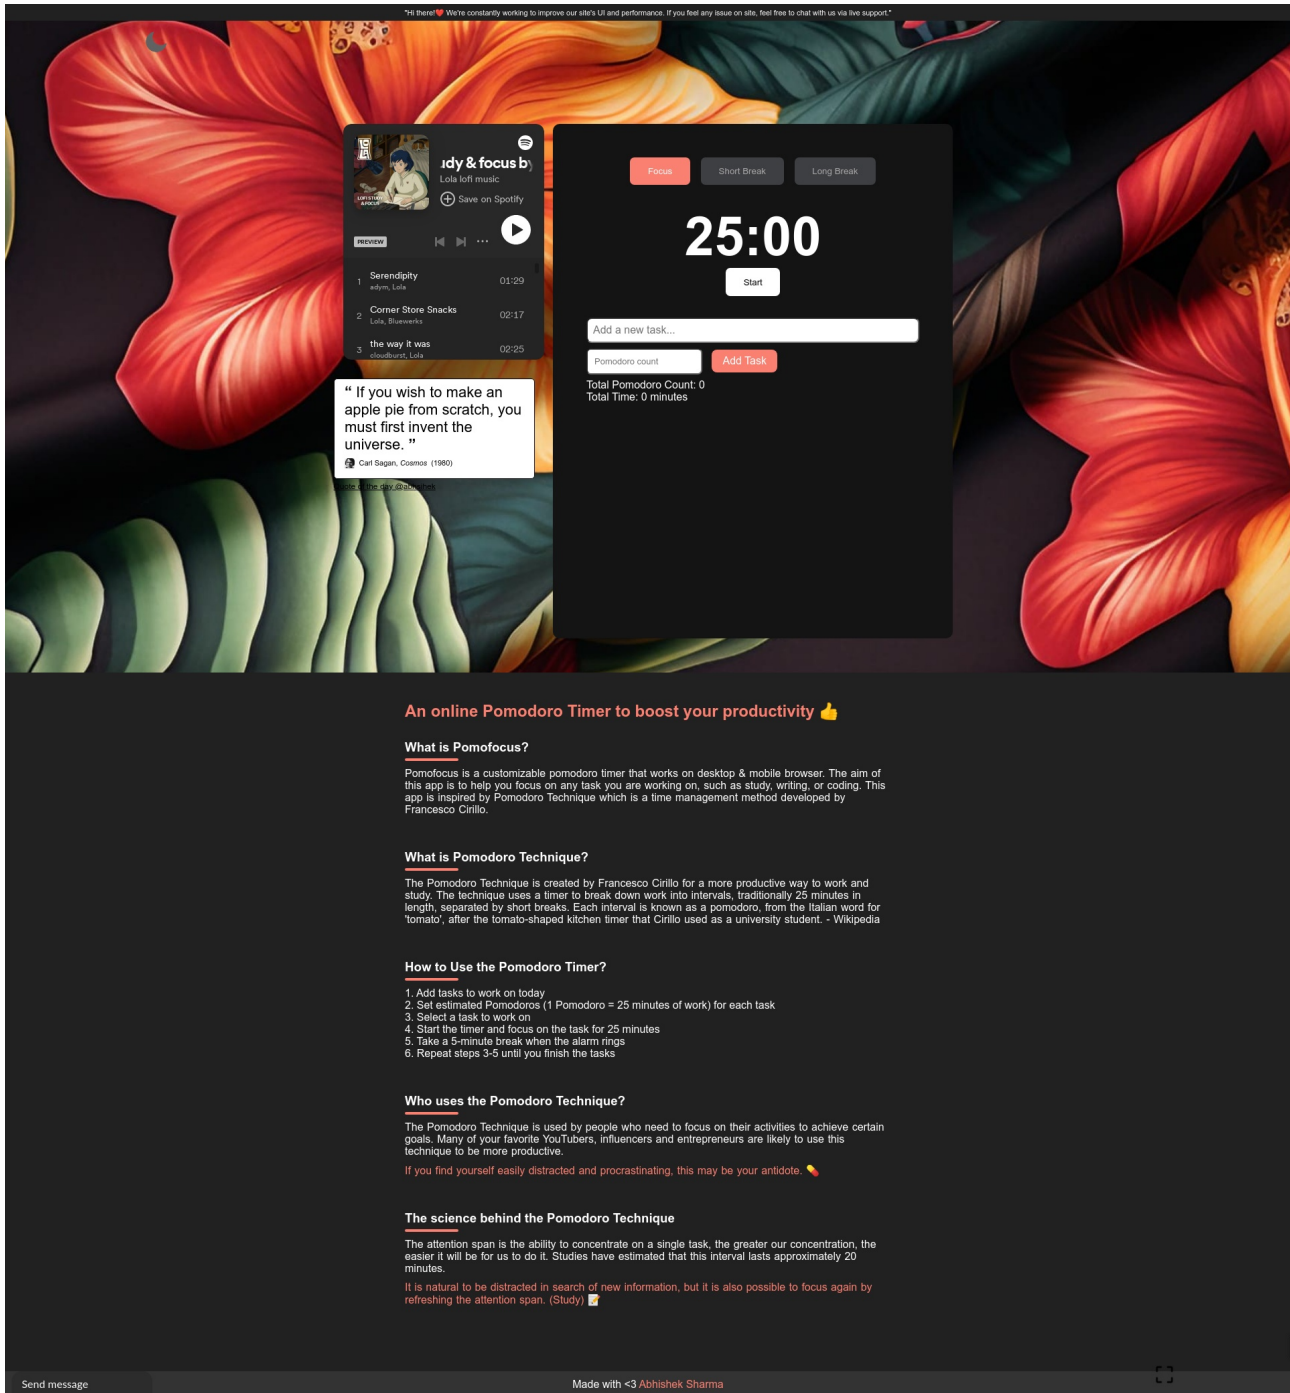 "Hi there!❤️ We're constantly working to improve our site's UI and performance. If you feel any issue on site, feel free to chat with us via live support."
LOLA
LOFI STUDY
& FOCUS
dy & focus by
Lola lofi music
Save on Spotify
PREVIEW
1 Serendipity 01:29
adym, Lola
2 Corner Store Snacks 02:17
Lola, Bluewerks
3 the way it was 02:25
cloudburst, Lola
“ If you wish to make an
apple pie from scratch, you
must first invent the
universe. ”
Carl Sagan, Cosmos (1980)
Quote of the day @abhishek
Focus Short Break Long Break
25:00
Start
Add a new task...
Pomodoro count Add Task
Total Pomodoro Count: 0
Total Time: 0 minutes
An online Pomodoro Timer to boost your productivity 👍
What is Pomofocus?
Pomofocus is a customizable pomodoro timer that works on desktop & mobile browser. The aim of
this app is to help you focus on any task you are working on, such as study, writing, or coding. This
app is inspired by Pomodoro Technique which is a time management method developed by
Francesco Cirillo.
What is Pomodoro Technique?
The Pomodoro Technique is created by Francesco Cirillo for a more productive way to work and
study. The technique uses a timer to break down work into intervals, traditionally 25 minutes in
length, separated by short breaks. Each interval is known as a pomodoro, from the Italian word for
'tomato', after the tomato-shaped kitchen timer that Cirillo used as a university student. - Wikipedia
How to Use the Pomodoro Timer?
1. Add tasks to work on today
2. Set estimated Pomodoros (1 Pomodoro = 25 minutes of work) for each task
3. Select a task to work on
4. Start the timer and focus on the task for 25 minutes
5. Take a 5-minute break when the alarm rings
6. Repeat steps 3-5 until you finish the tasks
Who uses the Pomodoro Technique?
The Pomodoro Technique is used by people who need to focus on their activities to achieve certain
goals. Many of your favorite YouTubers, influencers and entrepreneurs are likely to use this
technique to be more productive.
If you find yourself easily distracted and procrastinating, this may be your antidote. 💊
The science behind the Pomodoro Technique
The attention span is the ability to concentrate on a single task, the greater our concentration, the
easier it will be for us to do it. Studies have estimated that this interval lasts approximately 20
minutes.
It is natural to be distracted in search of new information, but it is also possible to focus again by
refreshing the attention span. (Study) 📝
Send message
Made with <3 Abhishek Sharma